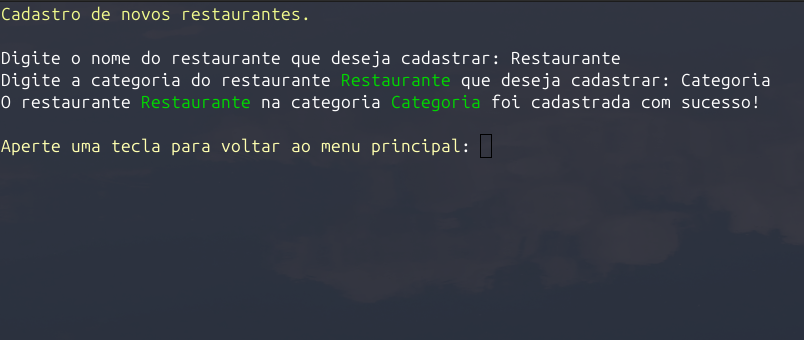 Cadastro de novos restaurantes.
Digite o nome do restaurante que deseja cadastrar: Restaurante
Digite a categoria do restaurante Restaurante que deseja cadastrar: Categoria
O restaurante Restaurante na categoria Categoria foi cadastrada com sucesso!
Aperte uma tecla para voltar ao menu principal: